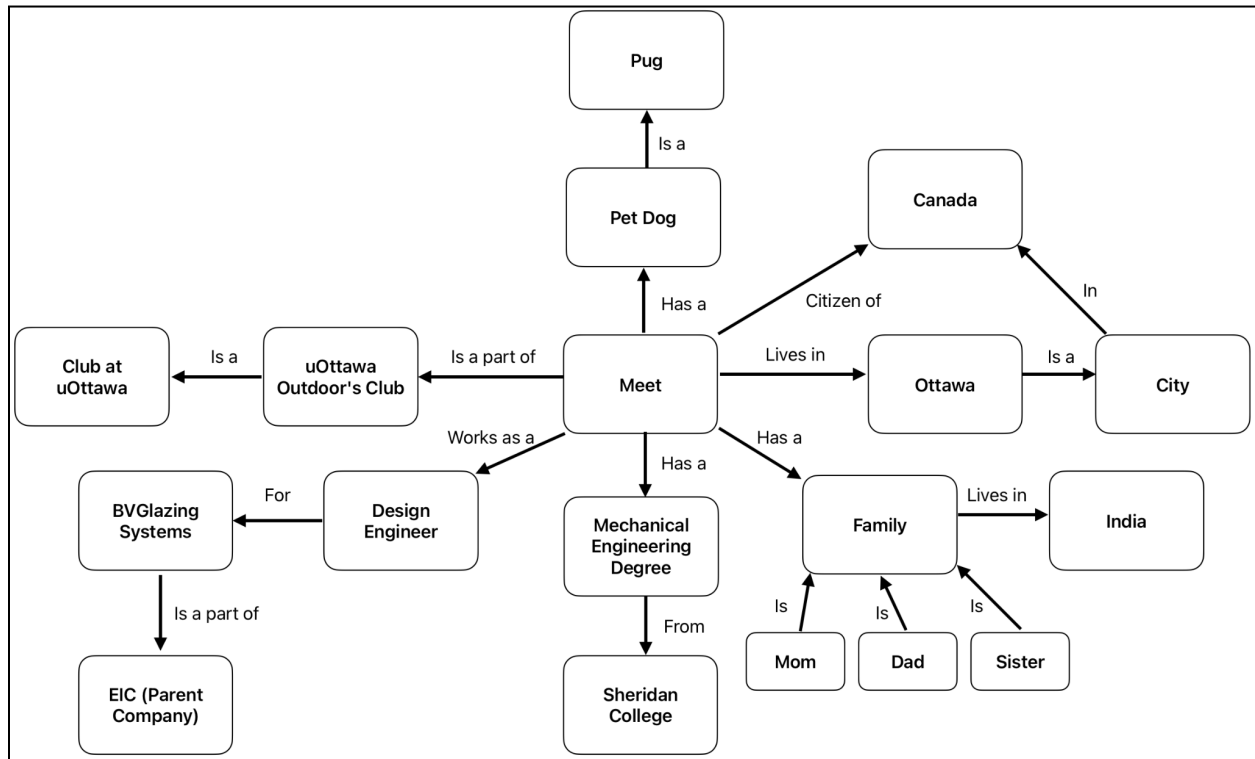 Pug
Is a
Pet Dog
Has a
Canada
Citizen of
In
Club at
uOttawa
Is a
uOttawa
Outdoor's Club
Is a part of
Meet
Lives in
Ottawa
Is a
City
Works as a
Has a
Has a
BVGlazing
Systems
For
Design
Engineer
Mechanical
Engineering
Degree
Family
Lives in
India
Is a part of
From
Is
Is
Is
Mom
Dad
Sister
EIC (Parent
Company)
Sheridan
College